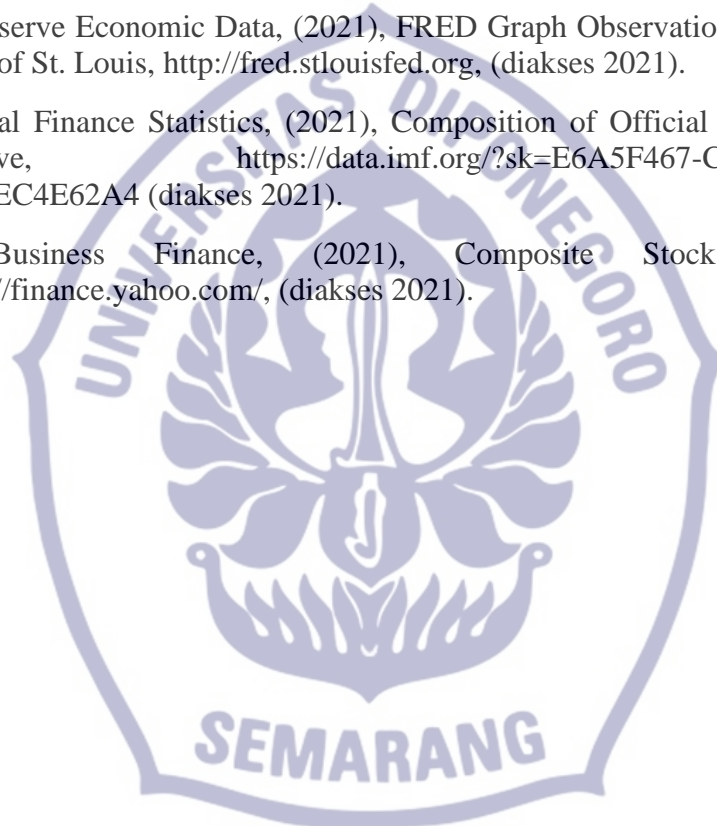 serve Economic Data, (2021), FRED Graph Observatio
of St. Louis, http://fred.stlouisfed.org, (diakses 2021).
al Finance Statistics, (2021), Composition of Official
ve, https://data.imf.org/?sk=E6A5F467-C
EC4E62A4 (diakses 2021).
Business Finance, (2021), Composite Stock
//finance.yahoo.com/, (diakses 2021).
UNIVERSITAS DIPONEGORO
SEMARANG